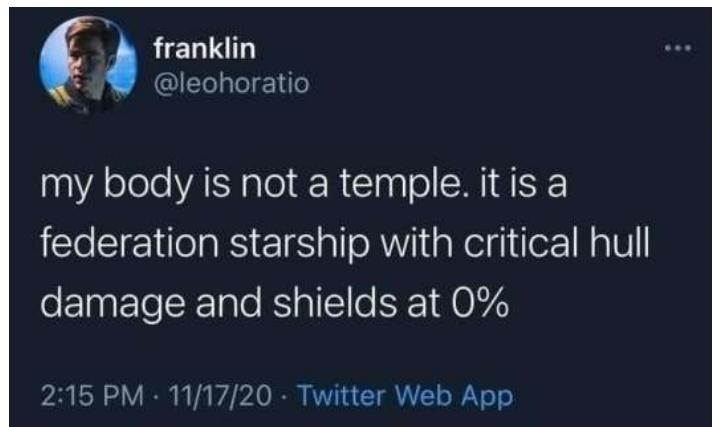 franklin
@leohoratio
my body is not a temple. it is a
federation starship with critical hull
damage and shields at 0%
2:15 PM · 11/17/20 · Twitter Web App